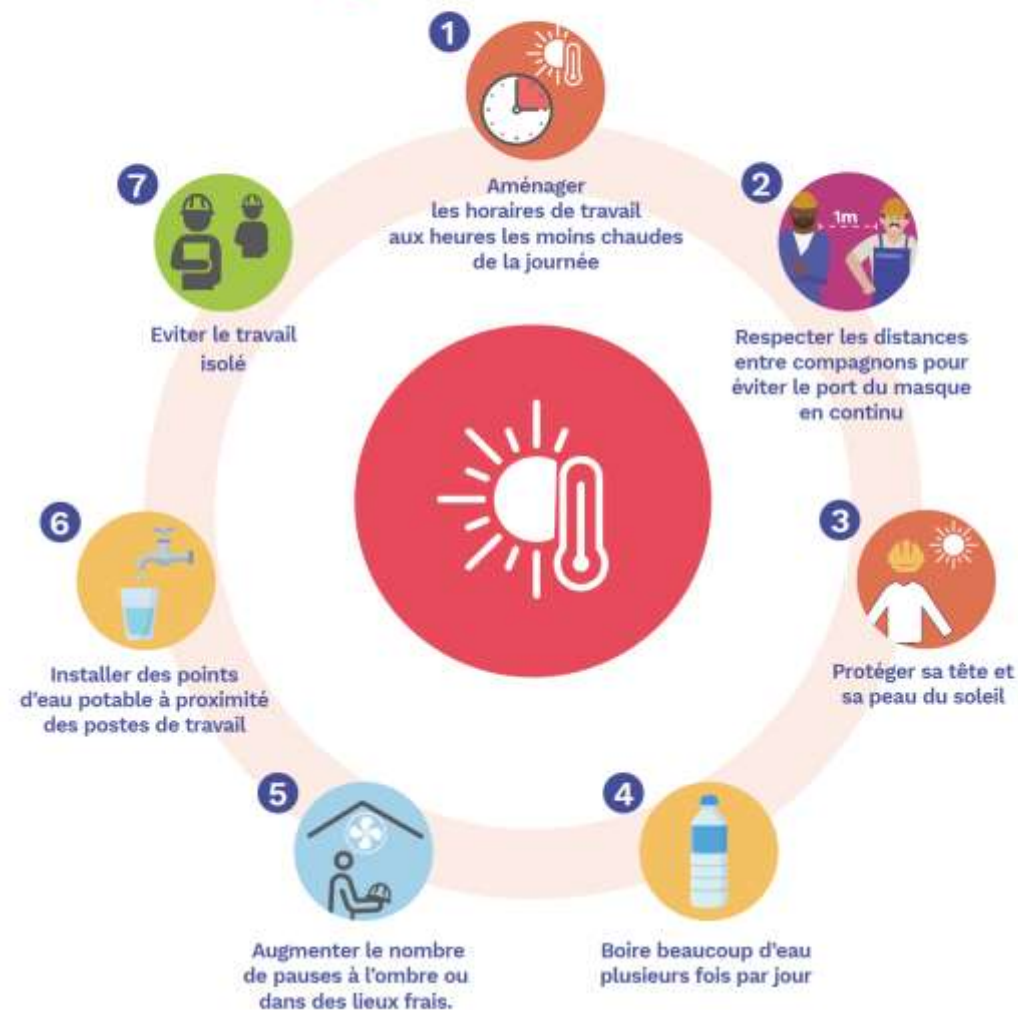 1
Aménager
les horaires de travail
aux heures les moins chaudes
de la journée
2
1m
Respecter les distances
entre compagnons pour
éviter le port du masque
en continu
3
Protéger sa tête et
sa peau du soleil
4
Boire beaucoup d'eau
plusieurs fois par jour
5
Augmenter le nombre
de pauses à l'ombre ou
dans des lieux frais.
6
Installer des points
d'eau potable à proximité
des postes de travail
7
Eviter le travail
isolé